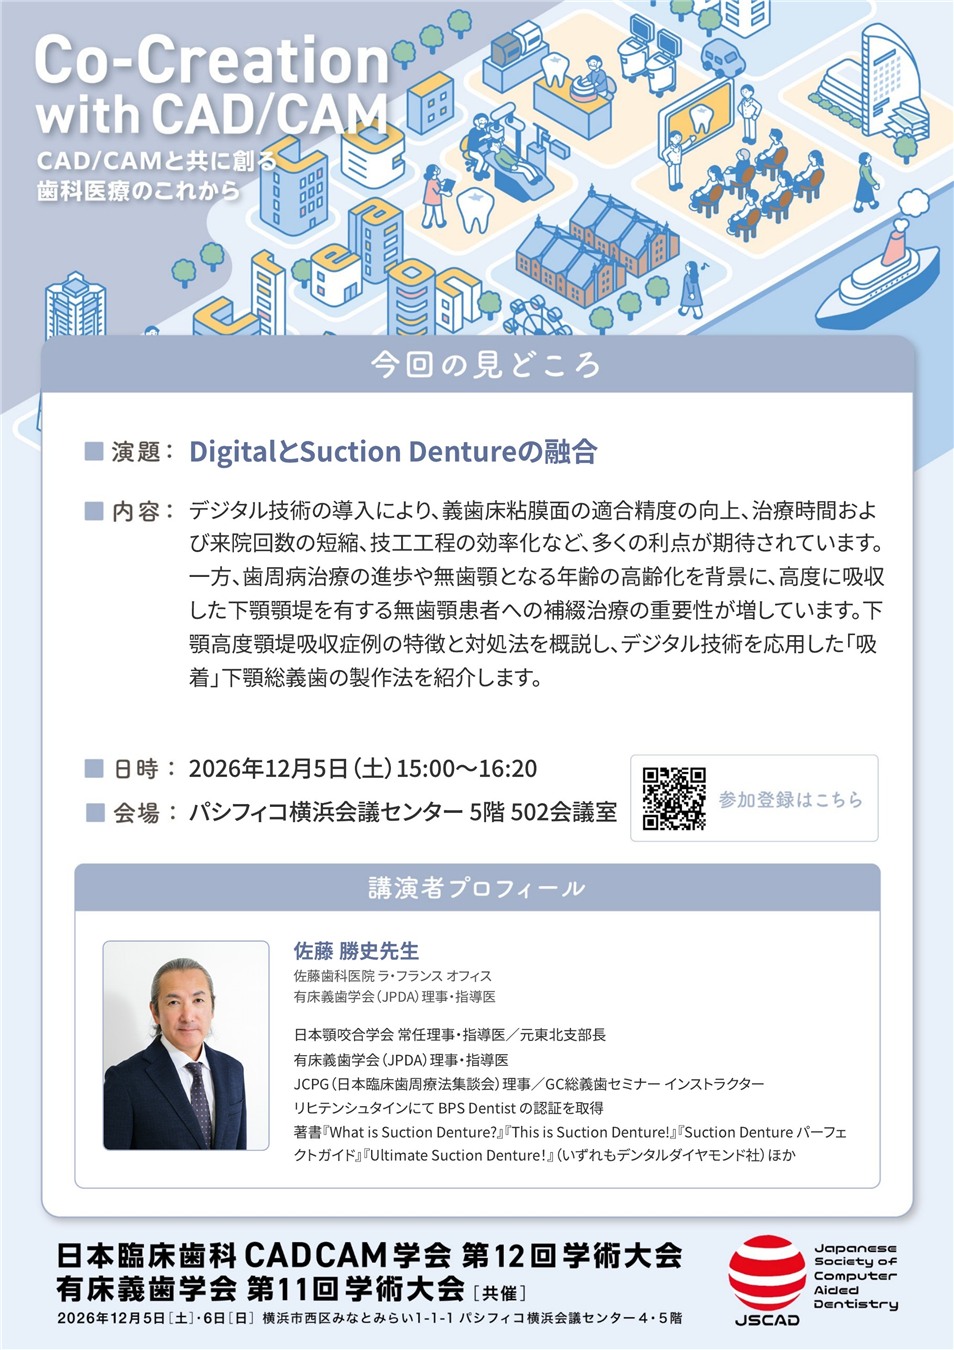 Co-Creation
with CAD/CAM
CAD/CAMと共に創る
歯科医療のこれから
今回の見どころ
演題： DigitalとSuction Dentureの融合
内容： デジタル技術の導入により、義歯床粘膜面の適合精度の向上、治療時間およ
び来院回数の短縮、技工工程の効率化など、多くの利点が期待されています。
一方、歯周病治療の進歩や無歯顎となる年齢の高齢化を背景に、高度に吸収
した下顎顎堤を有する無歯顎患者への補綴治療の重要性が増しています。下
顎高度顎堤吸収症例の特徴と対処法を概説し、デジタル技術を応用した「吸
着」下顎総義歯の製作法を紹介します。
日時： 2026年12月5日（土）15:00〜16:20
会場： パシフィコ横浜会議センター 5階 502会議室
参加登録はこちら
講演者プロフィール
佐藤 勝史先生
佐藤歯科医院 ラ・フランス オフィス
有床義歯学会（JPDA）理事・指導医
日本顎咬合学会 常任理事・指導医／元東北支部長
有床義歯学会（JPDA）理事・指導医
JCPG（日本臨床歯周療法集談会）理事／GC総義歯セミナー インストラクター
リヒテンシュタインにて BPS Dentist の認証を取得
著書『What is Suction Denture?』『This is Suction Denture!』『Suction Denture パーフェ
クトガイド』『Ultimate Suction Denture！』（いずれもデンタルダイヤモンド社）ほか
日本臨床歯科CADCAM学会 第12回学術大会
有床義歯学会 第11回学術大会［共催］
2026年12月5日［土］・6日［日］ 横浜市西区みなとみらい1-1-1 パシフィコ横浜会議センター4・5階
JSCAD
Japanese
Society of
Computer
Aided
Dentistry